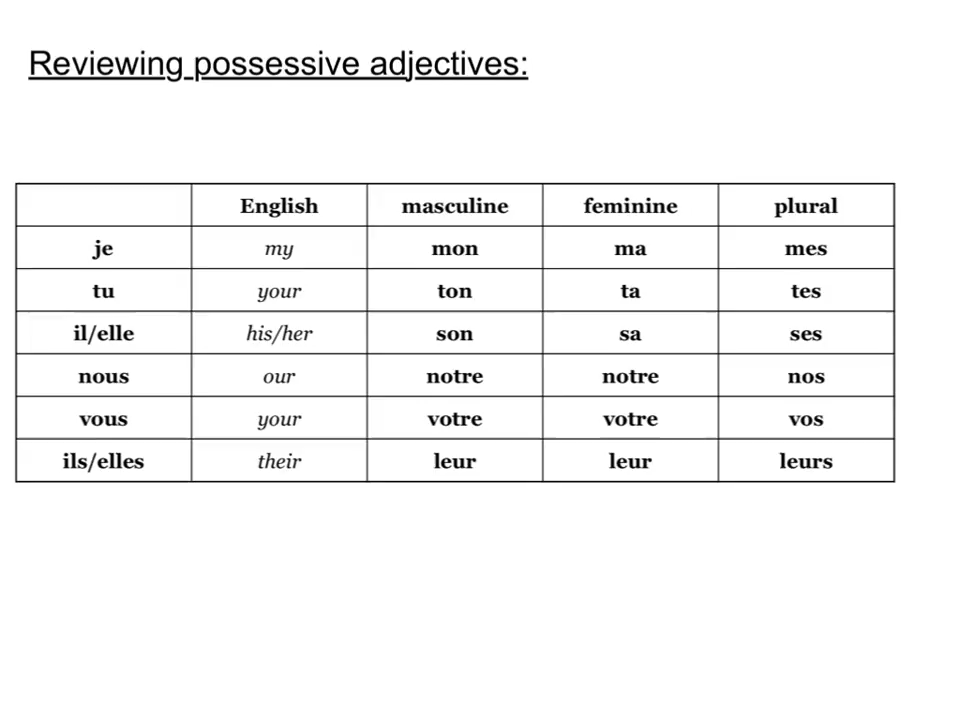 Reviewing possessive adjectives:
English masculine feminine plural
je my mon ma mes
tu your ton ta tes
il/elle his/her son sa ses
nous our notre notre nos
vous your votre votre vos
ils/elles their leur leur leurs